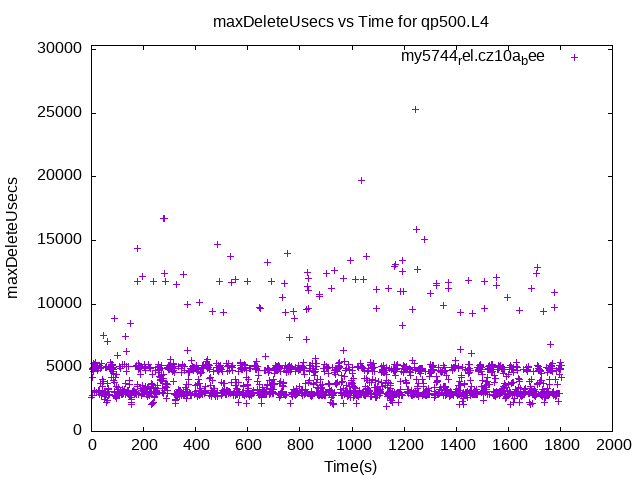 maxDeleteUsecs vs Time for qp500.L4
my5744rel.cz10abee
30000
25000
20000
15000
10000
5000
0
maxDeleteUsecs
0 200 400 600 800 1000 1200 1400 1600 1800 2000
Time(s)